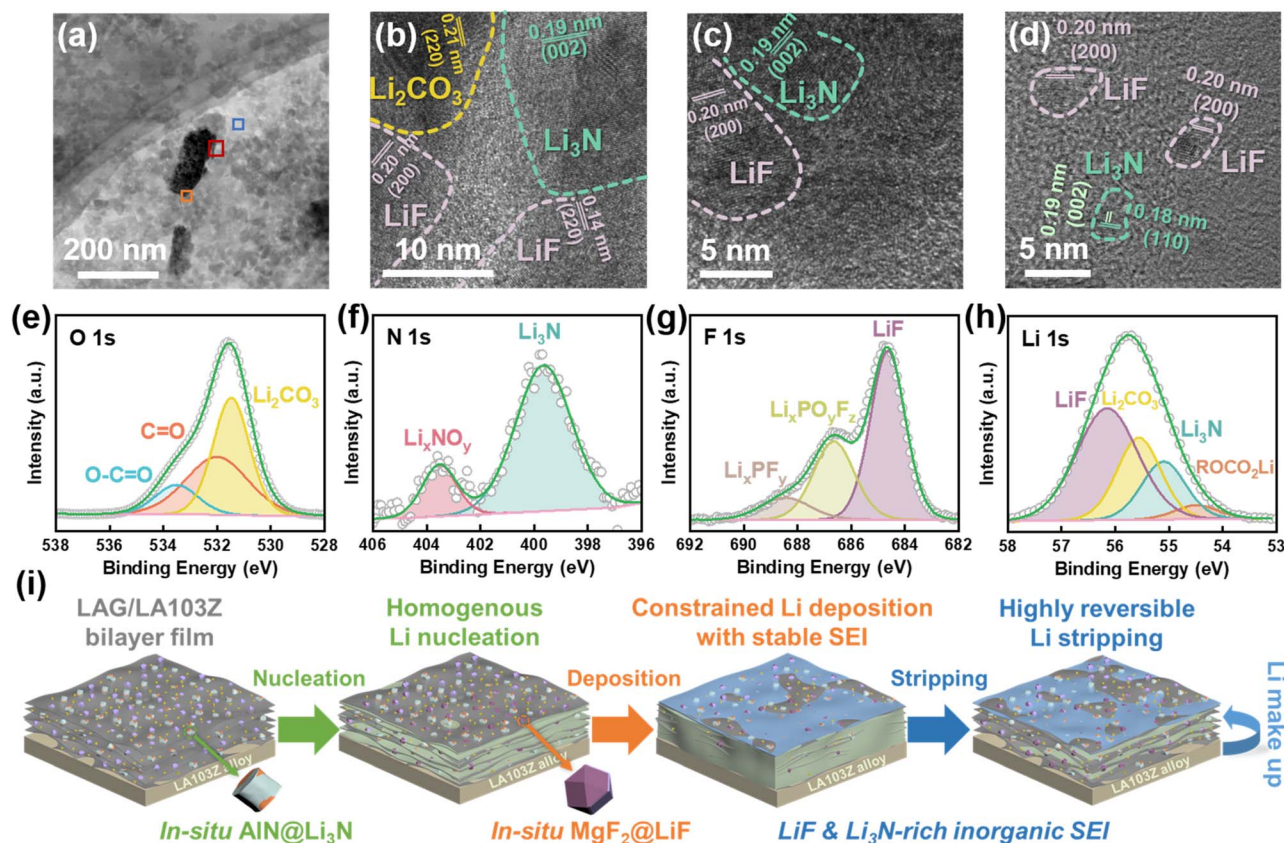 (a)
200 nm
(b)
0.21 nm
(220)
Li₂CO₃
0.19 nm
(002)
Li₃N
0.20 nm
(200)
LiF
0.14 nm
(220)
LiF
10 nm
(c)
0.19 nm
(002)
Li₃N
0.20 nm
(200)
LiF
5 nm
(d)
0.20 nm
(200)
LiF
0.20 nm
(200)
LiF
Li₃N
0.19 nm
(002)
0.18 nm
(110)
5 nm
(e)
O 1s
Li₂CO₃
C=O
O-C=O
Intensity (a.u.)
538 536 534 532 530 528
Binding Energy (eV)
(f)
N 1s
Li₃N
LiₓNOᵧ
Intensity (a.u.)
406 404 402 400 398 396
Binding Energy (eV)
(g)
F 1s
LiF
LiₓPOᵧF_z
LiₓPFᵧ
Intensity (a.u.)
692 690 688 686 684 682
Binding Energy (eV)
(h)
Li 1s
LiF
Li₂CO₃
Li₃N
ROCO₂Li
Intensity (a.u.)
58 57 56 55 54 53
Binding Energy (eV)
(i)
LAG/LA103Z
bilayer film
Homogenous
Li nucleation
Constrained Li deposition
with stable SEI
Highly reversible
Li stripping
Nucleation
Deposition
Stripping
Li make up
LA103Z alloy
LA103Z alloy
LA103Z alloy
LA103Z alloy
In-situ AlN@Li₃N
In-situ MgF₂@LiF
LiF & Li₃N-rich inorganic SEI